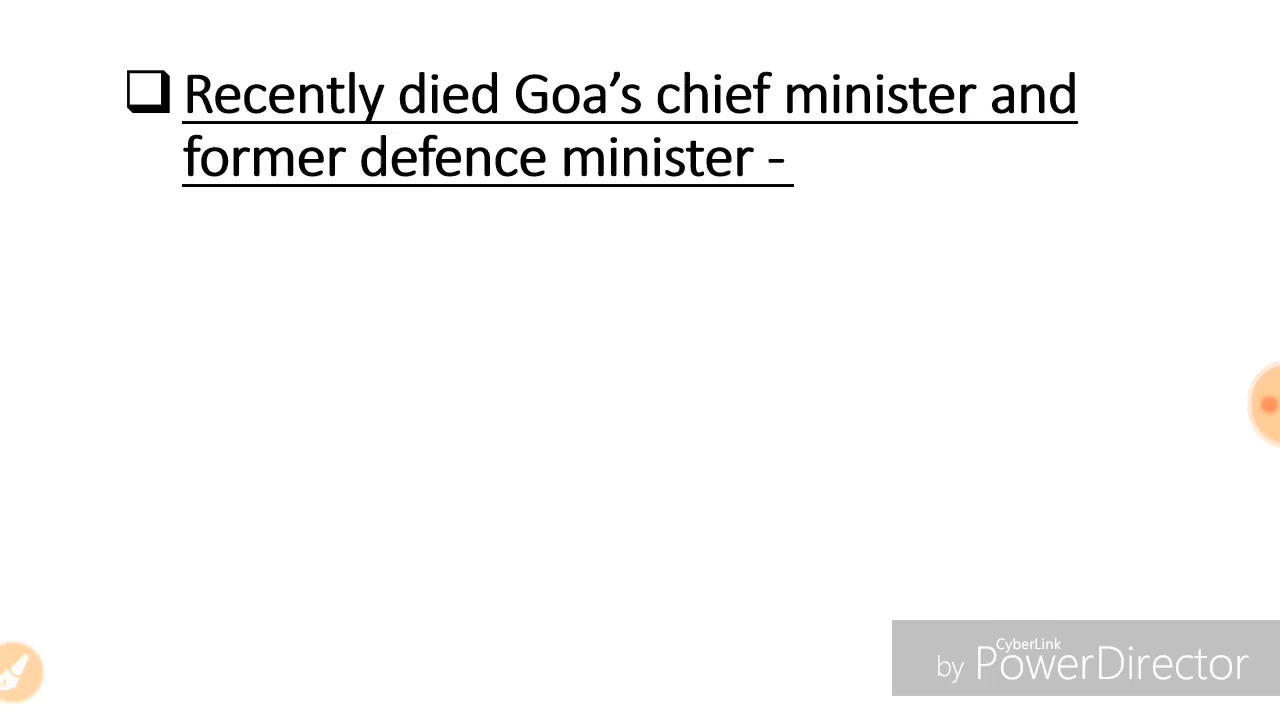 Recently died Goa's chief minister and
former defence minister -
CyberLink
by PowerDirector